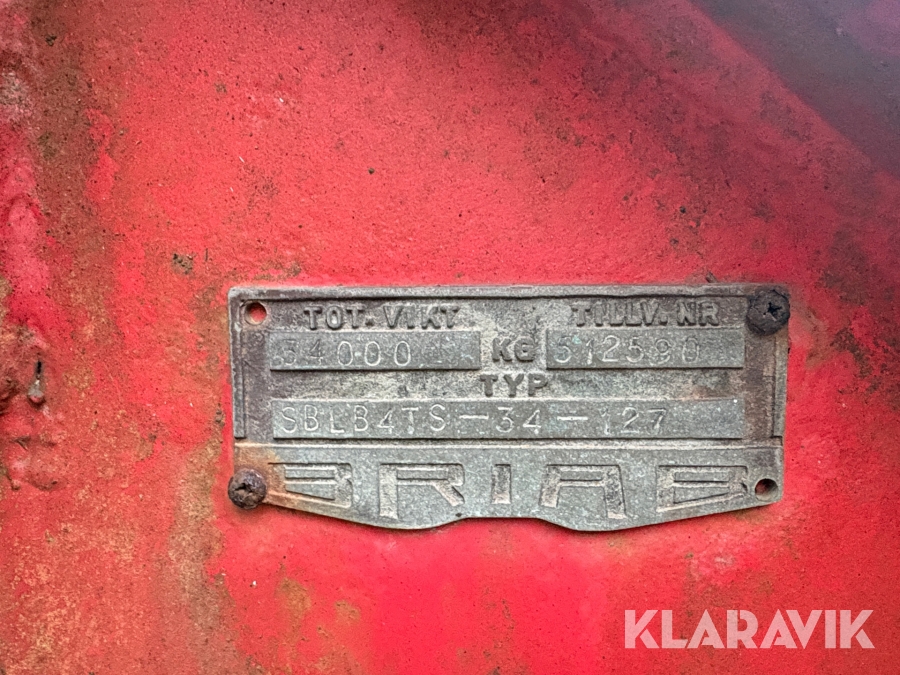 TOT. VIKT TILLV. NR
34000 KG 512590
TYP
SBLB4TS-34-127
BRIAB
KLARAVIK